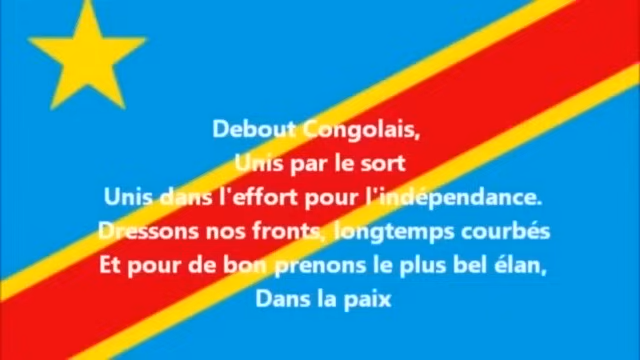 Debout Congolais,
Unis par le sort
Unis dans l'effort pour l'indépendance.
Dressons nos fronts, longtemps courbés
Et pour de bon prenons le plus bel élan,
Dans la paix